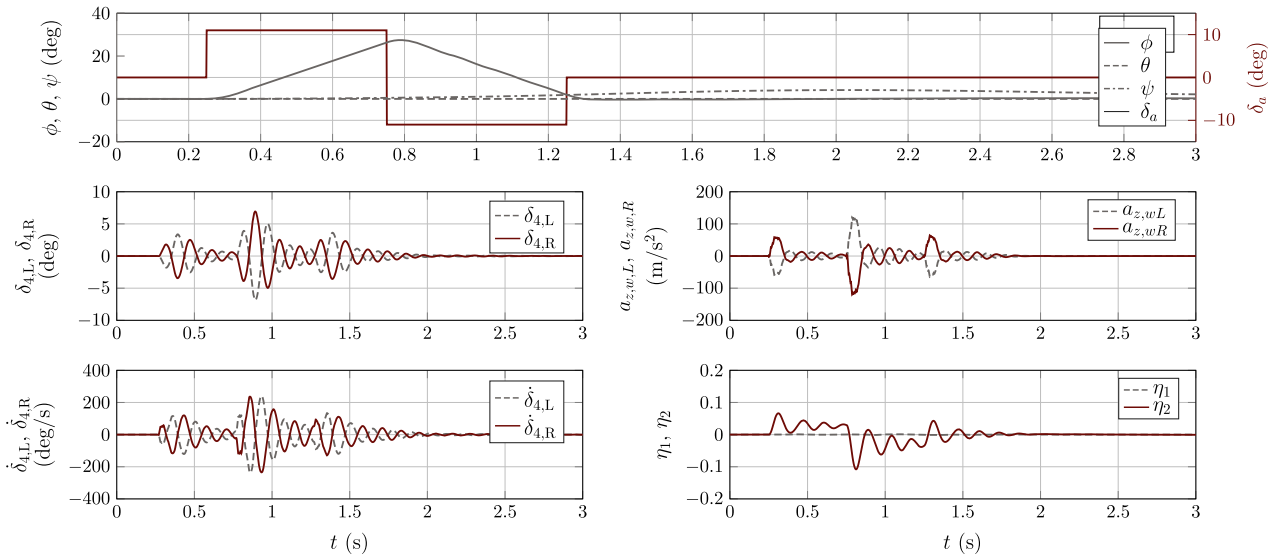 40
20
0
−20
ϕ, θ, ψ (deg)
10
0
−10
δₐ (deg)
ϕ
θ
ψ
δₐ
0 0.2 0.4 0.6 0.8 1 1.2 1.4 1.6 1.8 2 2.2 2.4 2.6 2.8 3
10
5
0
−5
−10
δ₄,L, δ₄,R
(deg)
δ₄,L
δ₄,R
0 0.5 1 1.5 2 2.5 3
200
100
0
−100
−200
a_{z,w,L}, a_{z,w,R}
(m/s²)
a_{z,wL}
a_{z,wR}
0 0.5 1 1.5 2 2.5 3
400
200
0
−200
−400
δ̇₄,L, δ̇₄,R
(deg/s)
δ̇₄,L
δ̇₄,R
0 0.5 1 1.5 2 2.5 3
t (s)
0.2
0.1
0
−0.1
−0.2
η₁, η₂
η₁
η₂
0 0.5 1 1.5 2 2.5 3
t (s)